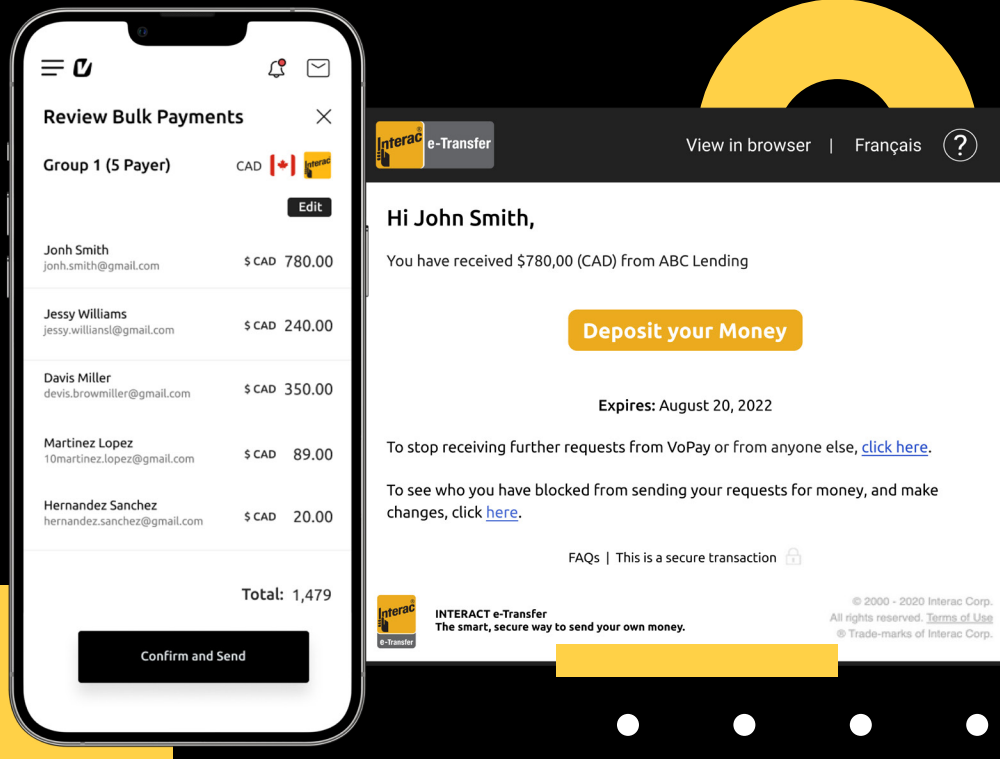 Review Bulk Payments
Group 1 (5 Payer) CAD Interac
Edit
Jonh Smith
jonh.smith@gmail.com
$ CAD 780.00
Jessy Williams
jessy.williansl@gmail.com
$ CAD 240.00
Davis Miller
devis.browmiller@gmail.com
$ CAD 350.00
Martinez Lopez
10martinez.lopez@gmail.com
$ CAD 89.00
Hernandez Sanchez
hernandez.sanchez@gmail.com
$ CAD 20.00
Total: 1,479
Confirm and Send
Interac® e-Transfer
View in browser | Français ?
Hi John Smith,
You have received $780,00 (CAD) from ABC Lending
Deposit your Money
Expires: August 20, 2022
To stop receiving further requests from VoPay or from anyone else, click here.
To see who you have blocked from sending your requests for money, and make
changes, click here.
FAQs | This is a secure transaction
Interac
e-Transfer
INTERACT e-Transfer
The smart, secure way to send your own money.
© 2000 - 2020 Interac Corp.
All rights reserved. Terms of Use
® Trade-marks of Interac Corp.